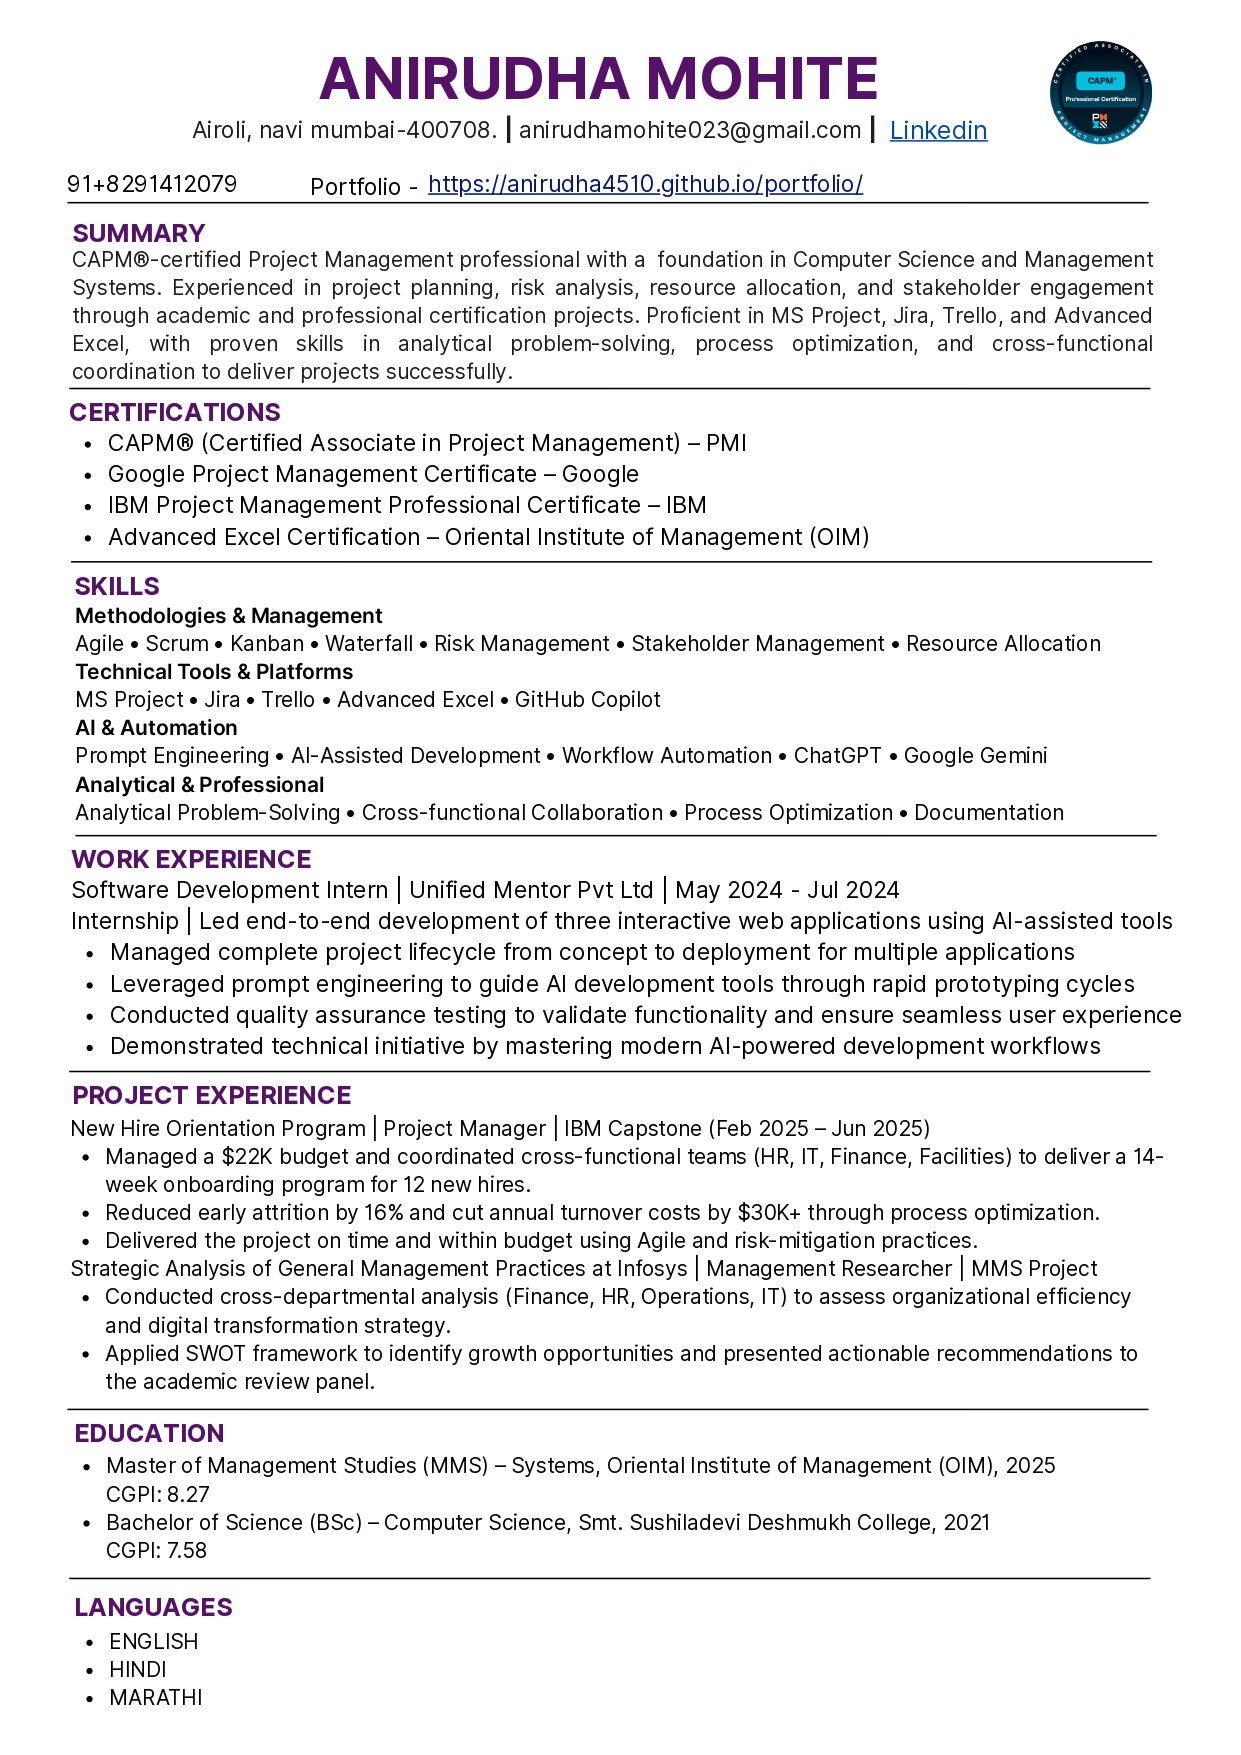 ANIRUDHA MOHITE
CERTIFIED ASSOCIATE IN
CAPM®
Professional Certification
PMI
PROJECT MANAGEMENT
Airoli, navi mumbai-400708. | anirudhamohite023@gmail.com | Linkedin
91+8291412079 Portfolio - https://anirudha4510.github.io/portfolio/
SUMMARY
CAPM®-certified Project Management professional with a foundation in Computer Science and Management
Systems. Experienced in project planning, risk analysis, resource allocation, and stakeholder engagement
through academic and professional certification projects. Proficient in MS Project, Jira, Trello, and Advanced
Excel, with proven skills in analytical problem-solving, process optimization, and cross-functional
coordination to deliver projects successfully.
CERTIFICATIONS
• CAPM® (Certified Associate in Project Management) – PMI
• Google Project Management Certificate – Google
• IBM Project Management Professional Certificate – IBM
• Advanced Excel Certification – Oriental Institute of Management (OIM)
SKILLS
Methodologies & Management
Agile • Scrum • Kanban • Waterfall • Risk Management • Stakeholder Management • Resource Allocation
Technical Tools & Platforms
MS Project • Jira • Trello • Advanced Excel • GitHub Copilot
AI & Automation
Prompt Engineering • AI-Assisted Development • Workflow Automation • ChatGPT • Google Gemini
Analytical & Professional
Analytical Problem-Solving • Cross-functional Collaboration • Process Optimization • Documentation
WORK EXPERIENCE
Software Development Intern | Unified Mentor Pvt Ltd | May 2024 - Jul 2024
Internship | Led end-to-end development of three interactive web applications using AI-assisted tools
• Managed complete project lifecycle from concept to deployment for multiple applications
• Leveraged prompt engineering to guide AI development tools through rapid prototyping cycles
• Conducted quality assurance testing to validate functionality and ensure seamless user experience
• Demonstrated technical initiative by mastering modern AI-powered development workflows
PROJECT EXPERIENCE
New Hire Orientation Program | Project Manager | IBM Capstone (Feb 2025 – Jun 2025)
• Managed a $22K budget and coordinated cross-functional teams (HR, IT, Finance, Facilities) to deliver a 14-
week onboarding program for 12 new hires.
• Reduced early attrition by 16% and cut annual turnover costs by $30K+ through process optimization.
• Delivered the project on time and within budget using Agile and risk-mitigation practices.
Strategic Analysis of General Management Practices at Infosys | Management Researcher | MMS Project
• Conducted cross-departmental analysis (Finance, HR, Operations, IT) to assess organizational efficiency
and digital transformation strategy.
• Applied SWOT framework to identify growth opportunities and presented actionable recommendations to
the academic review panel.
EDUCATION
• Master of Management Studies (MMS) – Systems, Oriental Institute of Management (OIM), 2025
CGPI: 8.27
• Bachelor of Science (BSc) – Computer Science, Smt. Sushiladevi Deshmukh College, 2021
CGPI: 7.58
LANGUAGES
• ENGLISH
• HINDI
• MARATHI